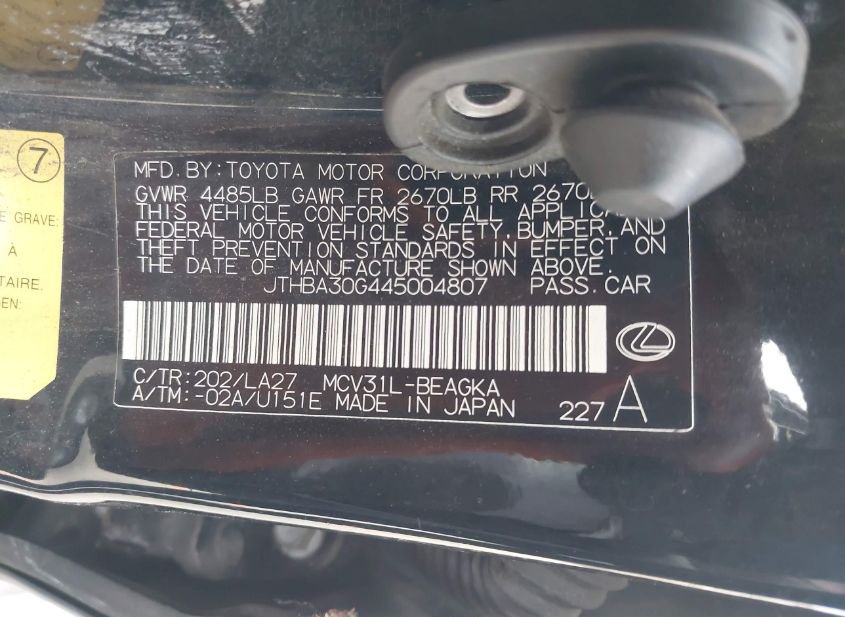 7
E GRAVE:
À
TAIRE.
EN:
MFD. BY: TOYOTA MOTOR CORPORATION
GVWR 4485LB GAWR FR 2670LB RR 2670
THIS VEHICLE CONFORMS TO ALL APPLICA
FEDERAL MOTOR VEHICLE SAFETY, BUMPER, AND
THEFT PREVENTION STANDARDS IN EFFECT ON
THE DATE OF MANUFACTURE SHOWN ABOVE.
JTHBA30G445004807 PASS. CAR
C/TR: 202/LA27 MCV31L-BEAGKA
A/TM: -02A/U151E MADE IN JAPAN
227 A